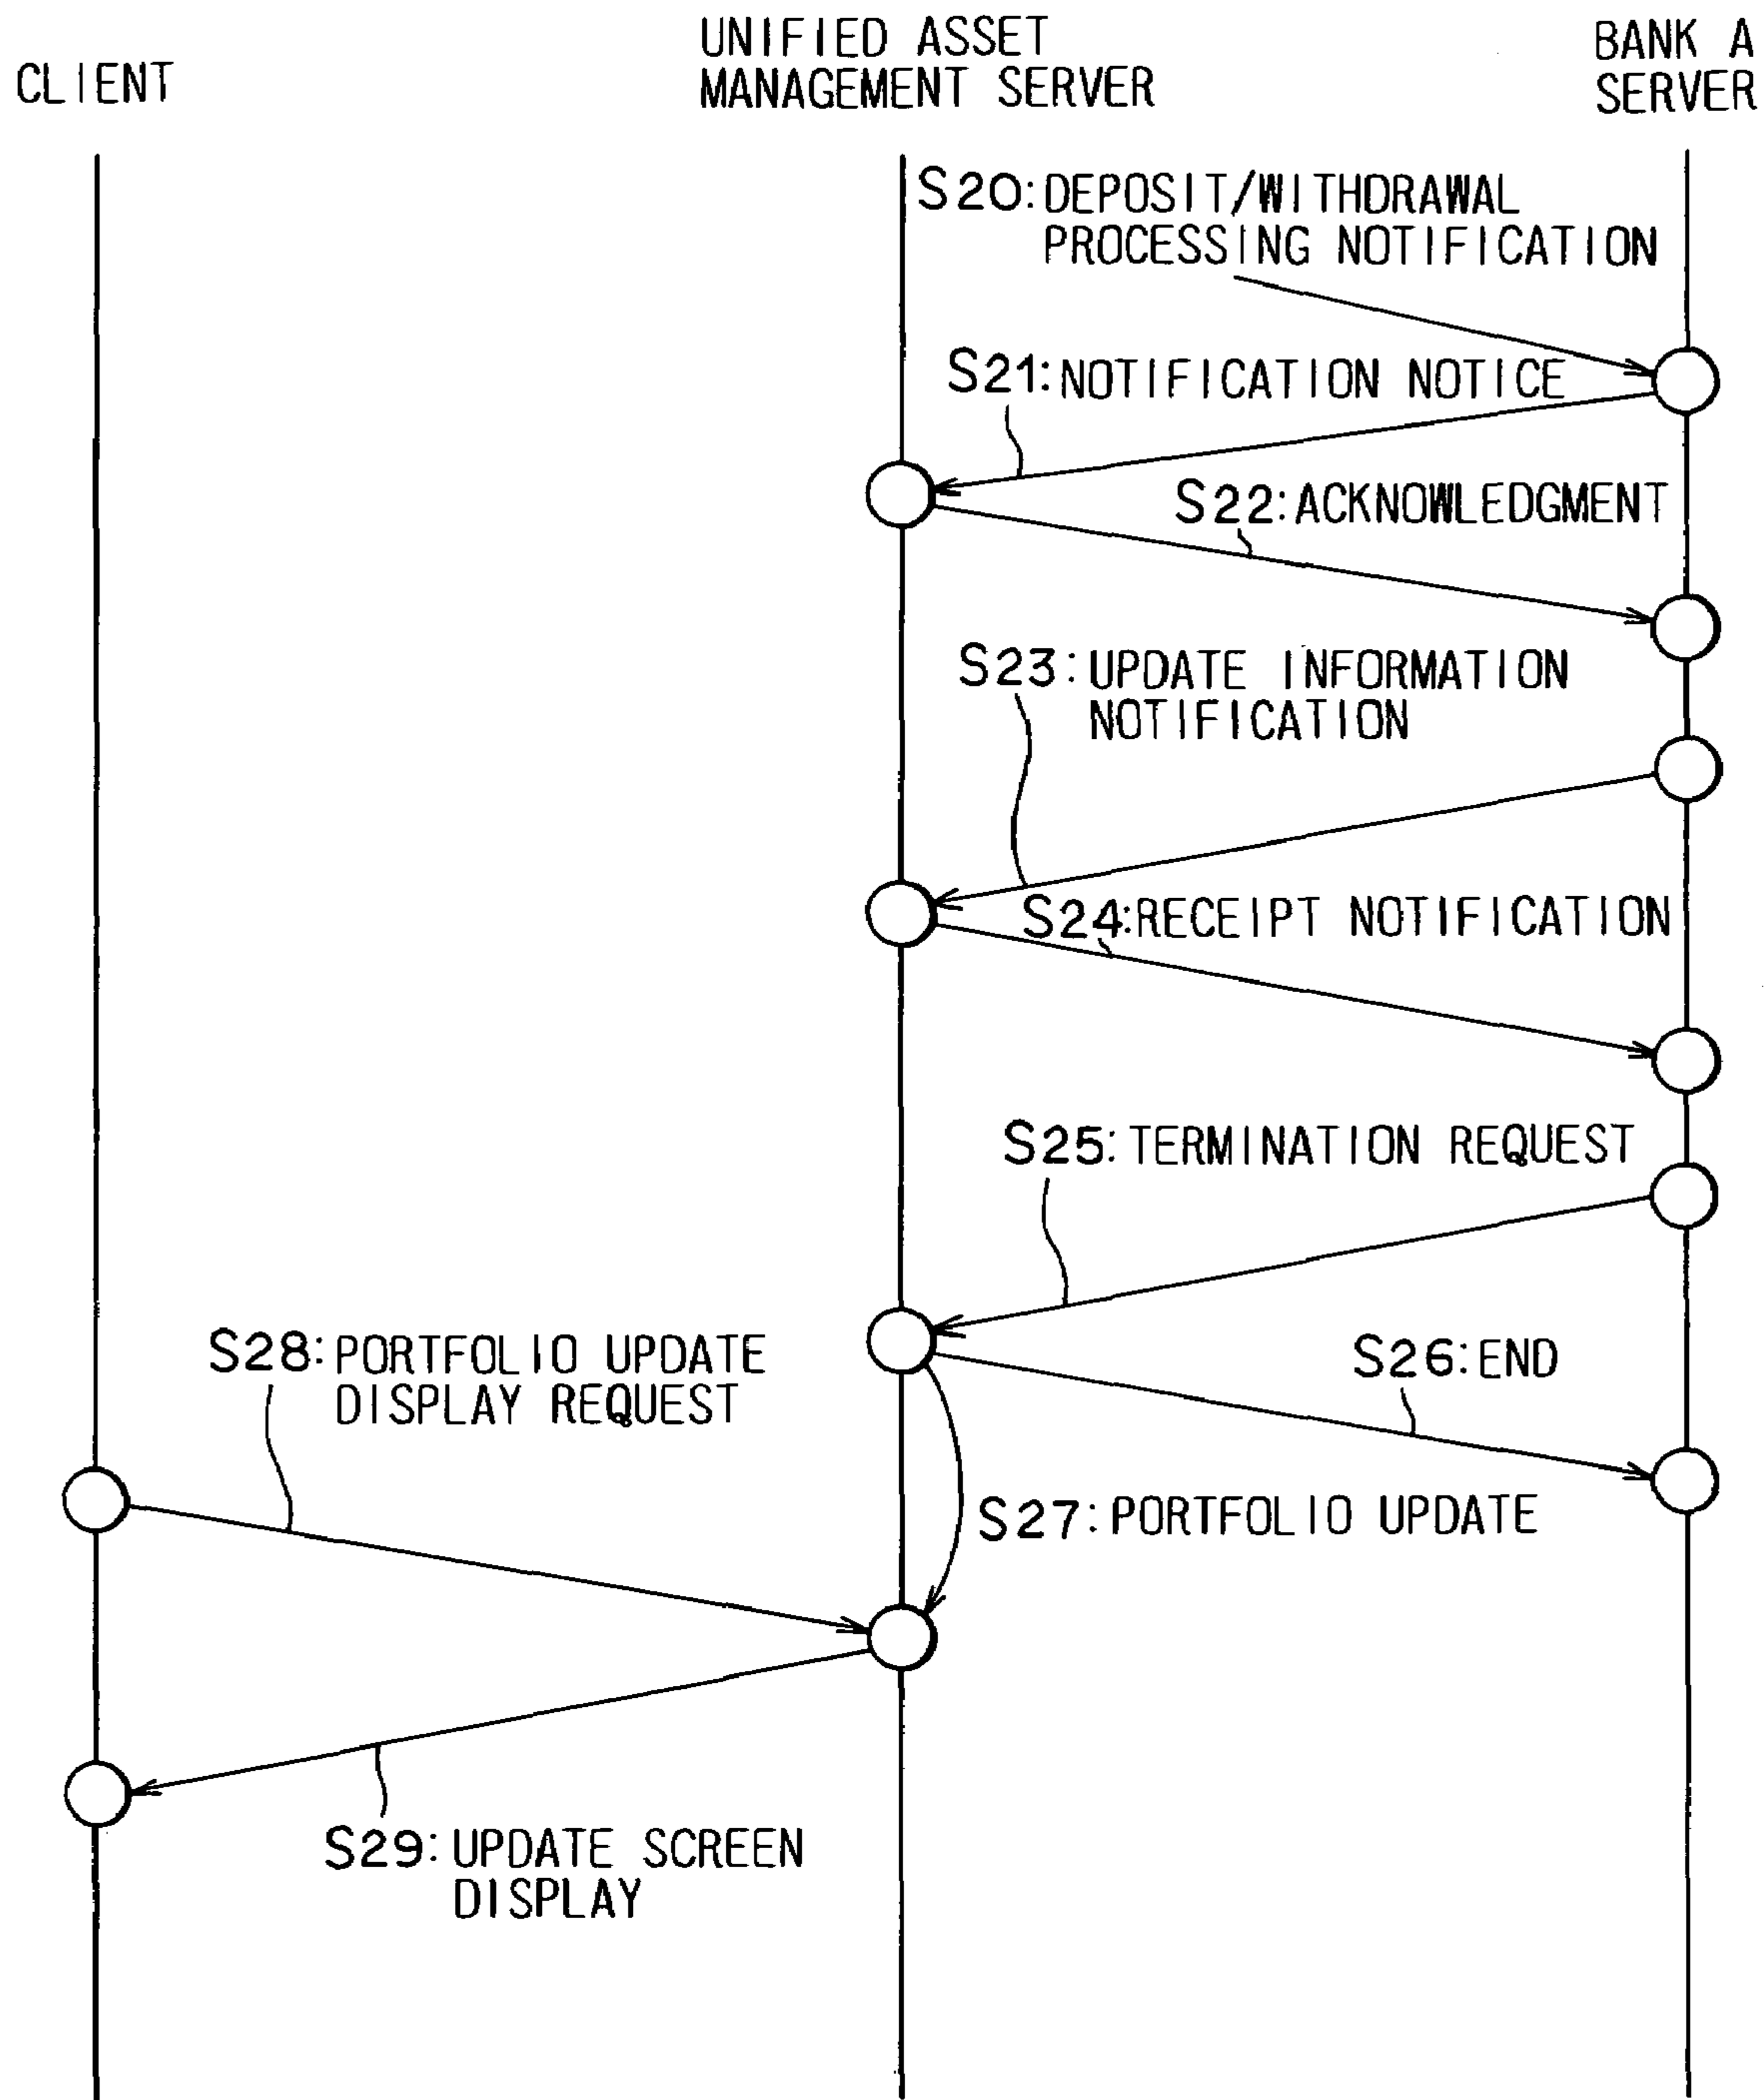 CLIENT
UNIFIED ASSET
MANAGEMENT SERVER
BANK A
SERVER
S20: DEPOSIT/WITHDRAWAL
PROCESSING NOTIFICATION
S21: NOTIFICATION NOTICE
S22: ACKNOWLEDGMENT
S23: UPDATE INFORMATION
NOTIFICATION
S24: RECEIPT NOTIFICATION
S25: TERMINATION REQUEST
S28: PORTFOLIO UPDATE
DISPLAY REQUEST
S26: END
S27: PORTFOLIO UPDATE
S29: UPDATE SCREEN
DISPLAY